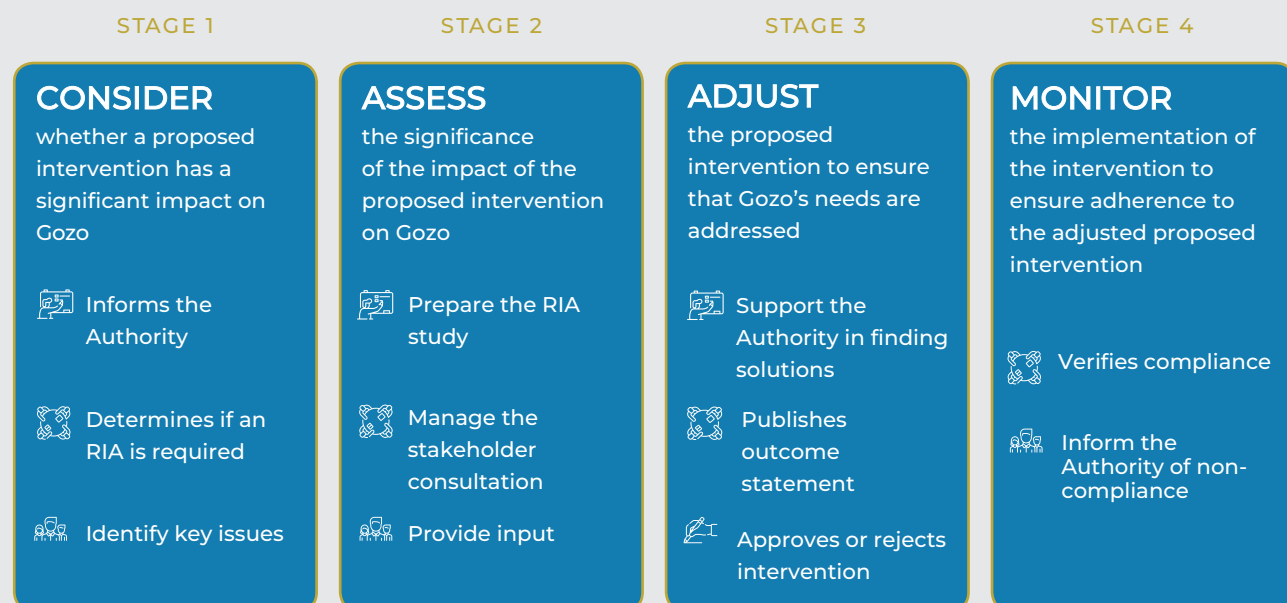 STAGE 1
CONSIDER
whether a proposed
intervention has a
significant impact on
Gozo
Informs the
Authority
Determines if an
RIA is required
Identify key issues
STAGE 2
ASSESS
the significance
of the impact of the
proposed intervention
on Gozo
Prepare the RIA
study
Manage the
stakeholder
consultation
Provide input
STAGE 3
ADJUST
the proposed
intervention to ensure
that Gozo's needs are
addressed
Support the
Authority in finding
solutions
Publishes
outcome
statement
Approves or rejects
intervention
STAGE 4
MONITOR
the implementation of
the intervention to
ensure adherence to
the adjusted proposed
intervention
Verifies compliance
Inform the
Authority of non-
compliance